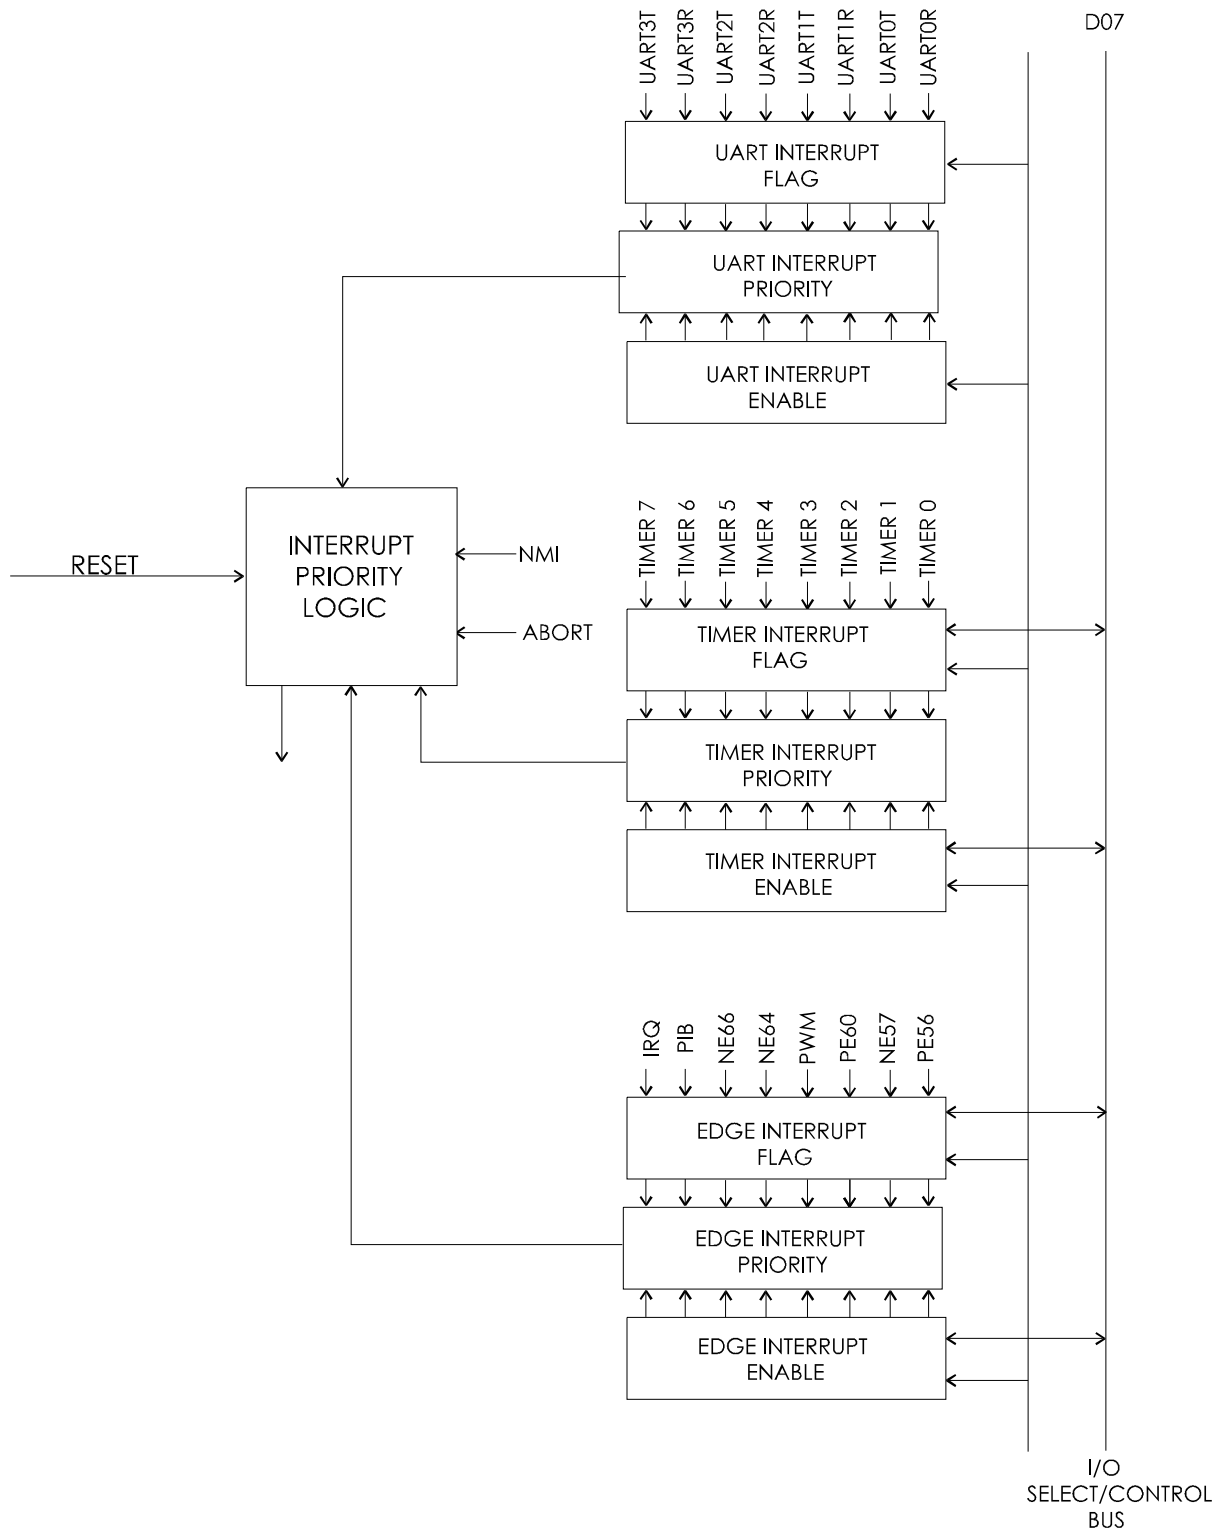 D07
UART3T
UART3R
UART2T
UART2R
UART1T
UART1R
UART0T
UART0R
UART INTERRUPT
FLAG
UART INTERRUPT
PRIORITY
UART INTERRUPT
ENABLE
RESET
INTERRUPT
PRIORITY
LOGIC
NMI
ABORT
TIMER 7
TIMER 6
TIMER 5
TIMER 4
TIMER 3
TIMER 2
TIMER 1
TIMER 0
TIMER INTERRUPT
FLAG
TIMER INTERRUPT
PRIORITY
TIMER INTERRUPT
ENABLE
IRQ
PIB
NE66
NE64
PWM
PE60
NE57
PE56
EDGE INTERRUPT
FLAG
EDGE INTERRUPT
PRIORITY
EDGE INTERRUPT
ENABLE
I/O
SELECT/CONTROL
BUS